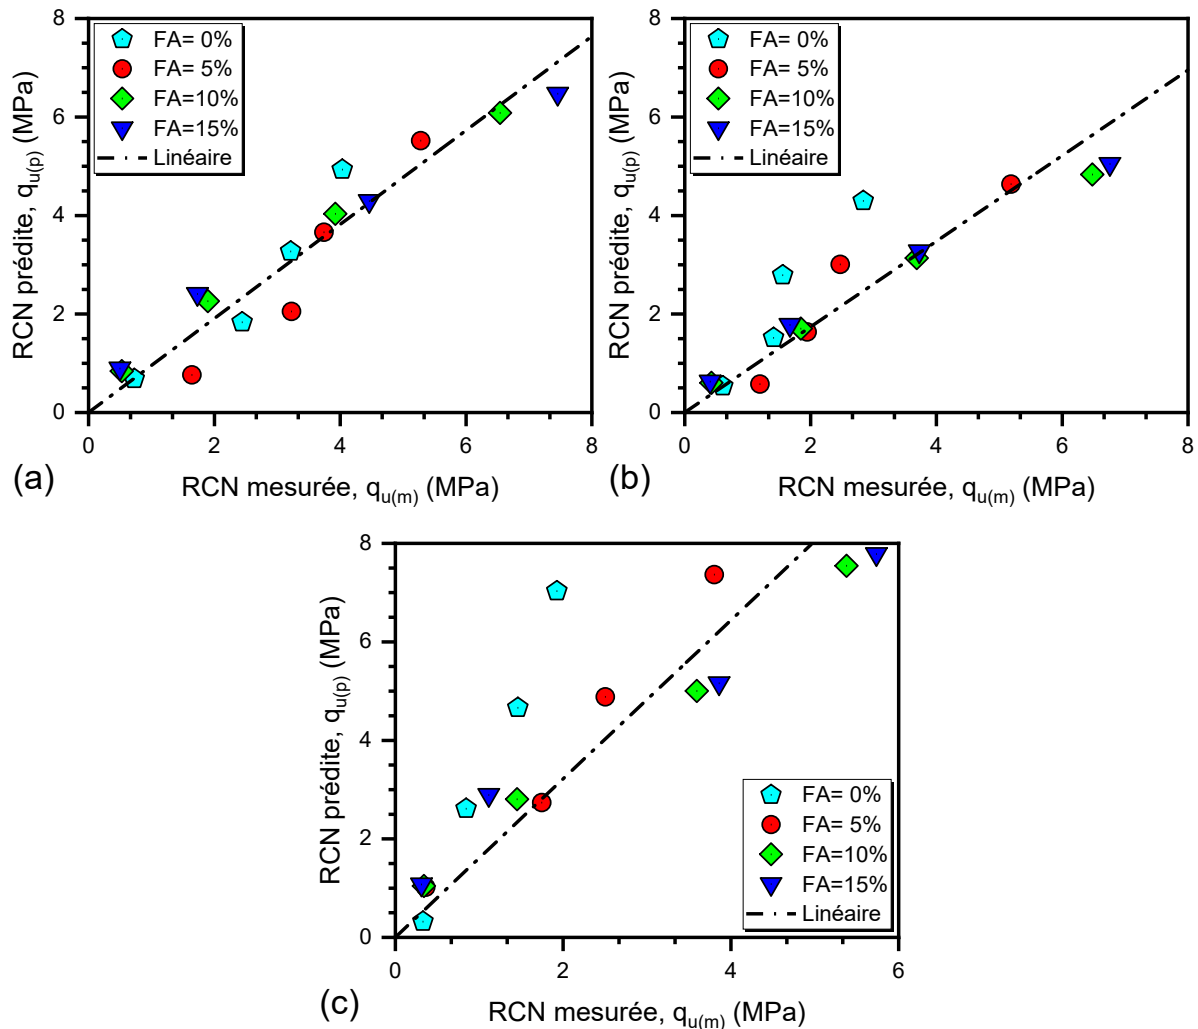 8
6
4
2
0
RCN prédite, q_u(p) (MPa)
FA= 0%
FA= 5%
FA=10%
FA=15%
Linéaire
0 2 4 6 8
(a)
RCN mesurée, q_u(m) (MPa)
8
6
4
2
0
RCN prédite, q_u(p) (MPa)
FA= 0%
FA= 5%
FA=10%
FA=15%
Linéaire
0 2 4 6 8
(b)
RCN mesurée, q_u(m) (MPa)
8
6
4
2
0
RCN prédite, q_u(p) (MPa)
FA= 0%
FA= 5%
FA=10%
FA=15%
Linéaire
0 2 4 6
(c)
RCN mesurée, q_u(m) (MPa)